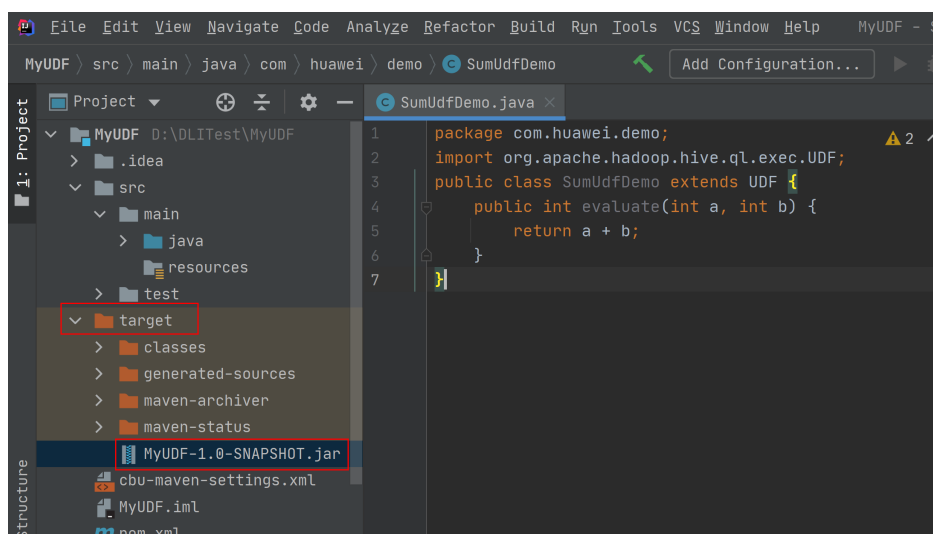 File Edit View Navigate Code Analyze Refactor Build Run Tools VCS Window Help MyUDF -
MyUDF src main java com huawei demo SumUdfDemo Add Configuration...
1: Project
Project
SumUdfDemo.java
MyUDF D:\DLITest\MyUDF
.idea
src
main
java
resources
test
target
classes
generated-sources
maven-archiver
maven-status
MyUDF-1.0-SNAPSHOT.jar
cbu-maven-settings.xml
MyUDF.iml
pom.xml
1 package com.huawei.demo;
2 import org.apache.hadoop.hive.ql.exec.UDF;
3 public class SumUdfDemo extends UDF {
4 public int evaluate(int a, int b) {
5 return a + b;
6 }
7 }
2